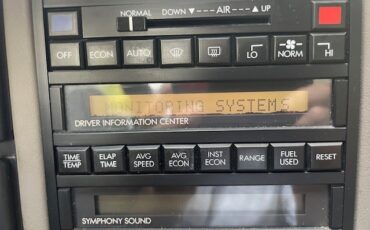 NORMAL DOWN ▼ AIR ▲ UP
OFF ECON AUTO LO NORM HI
MONITORING SYSTEMS
DRIVER INFORMATION CENTER
TIME TEMP ELAP TIME AVG SPEED AVG ECON INST ECON RANGE FUEL USED RESET
SYMPHONY SOUND